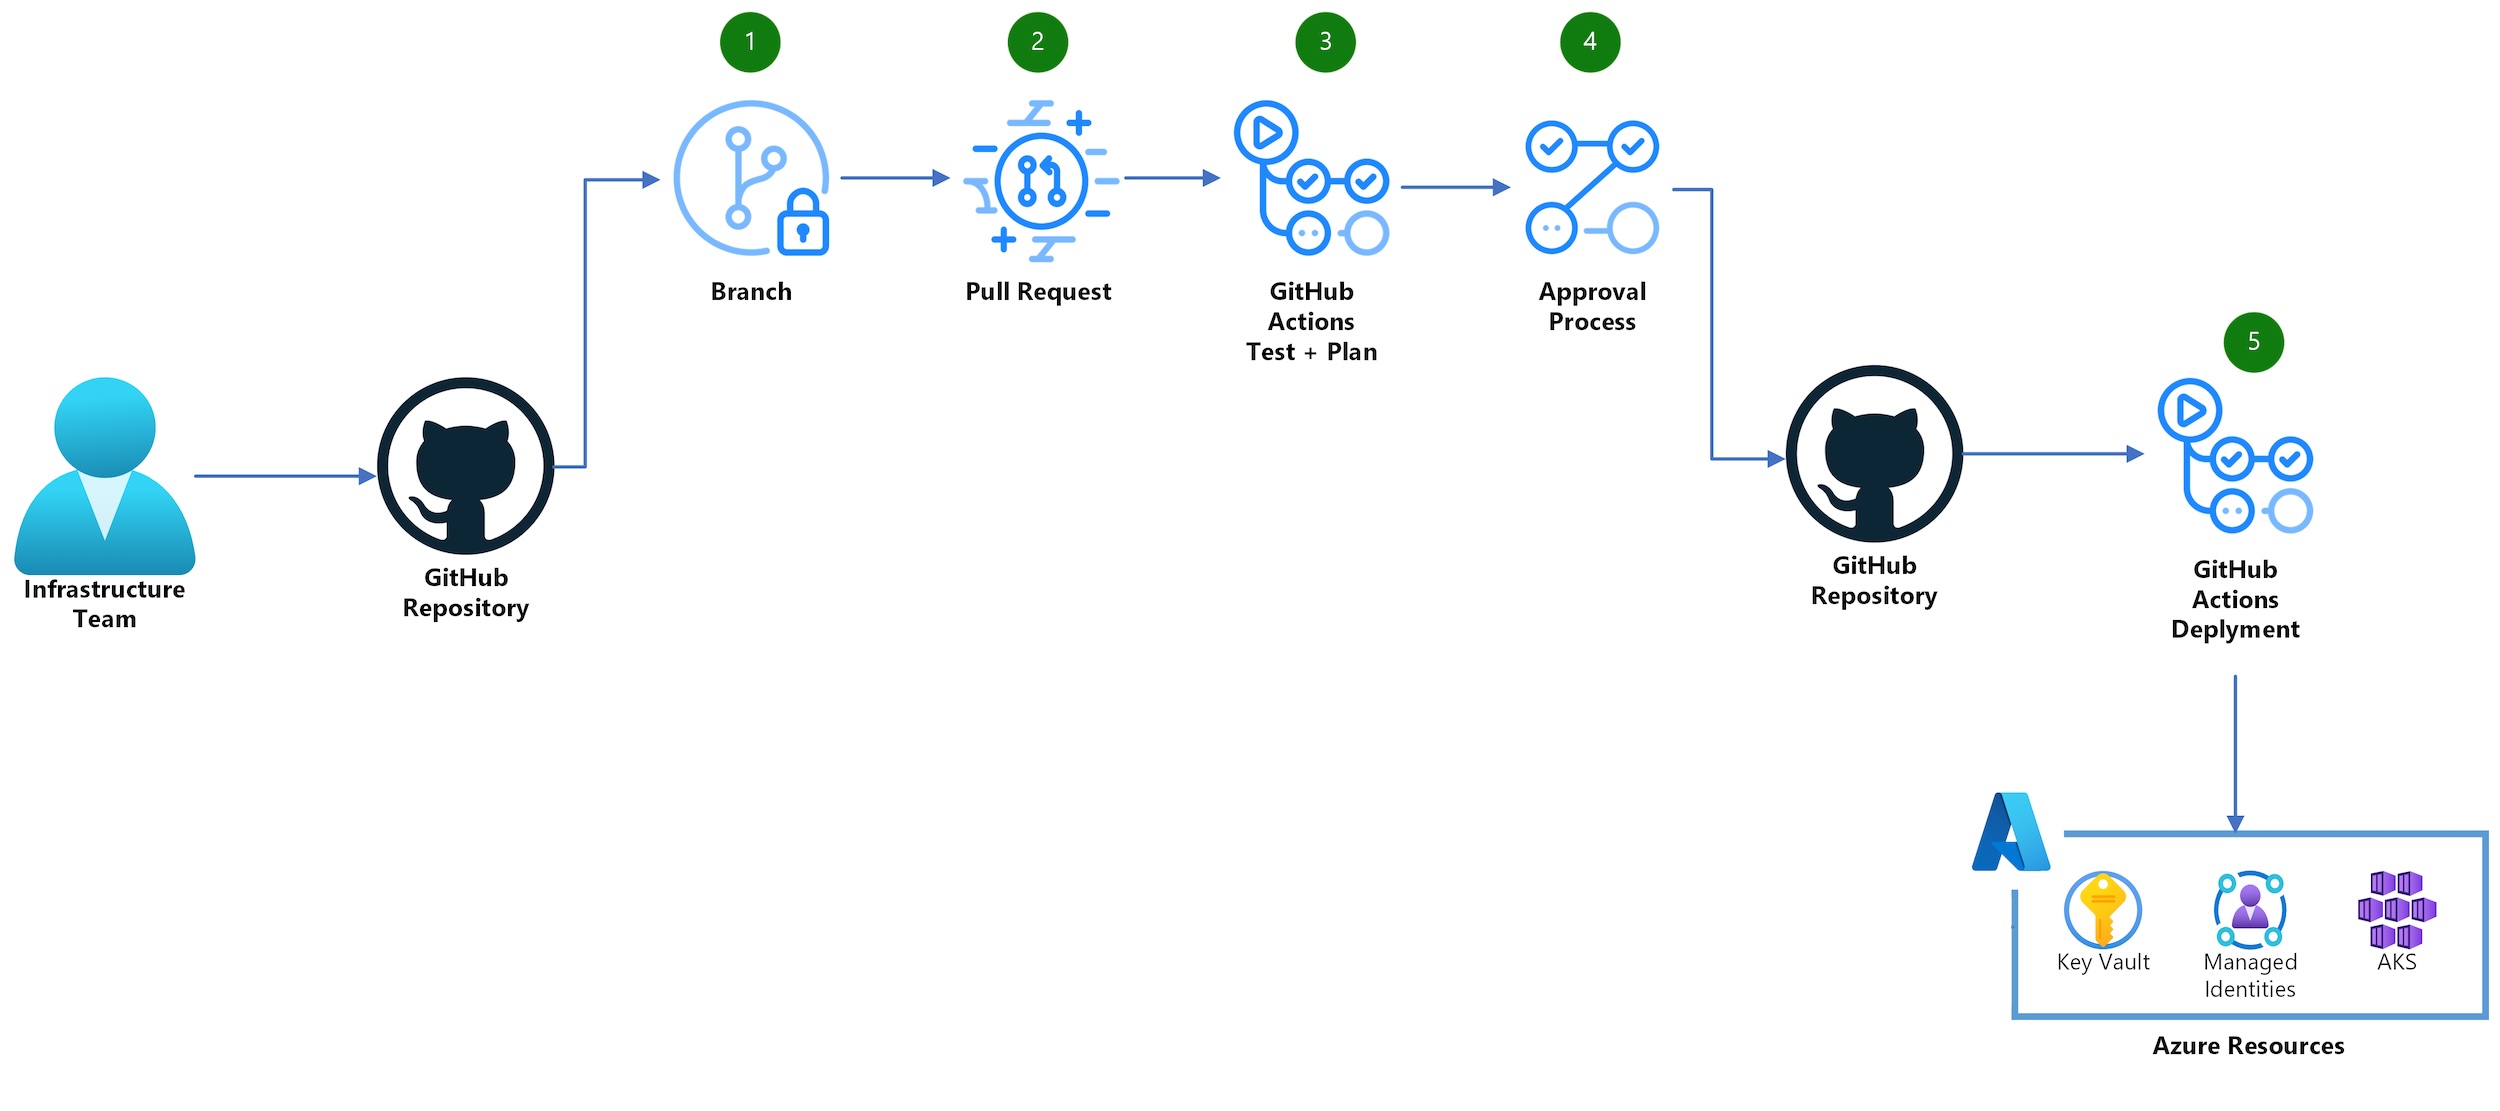 1
2
3
4
Branch
Pull Request
GitHub
Actions
Test + Plan
Approval
Process
5
Infrastructure
Team
GitHub
Repository
GitHub
Repository
GitHub
Actions
Deplyment
Key Vault
Managed
Identities
AKS
Azure Resources